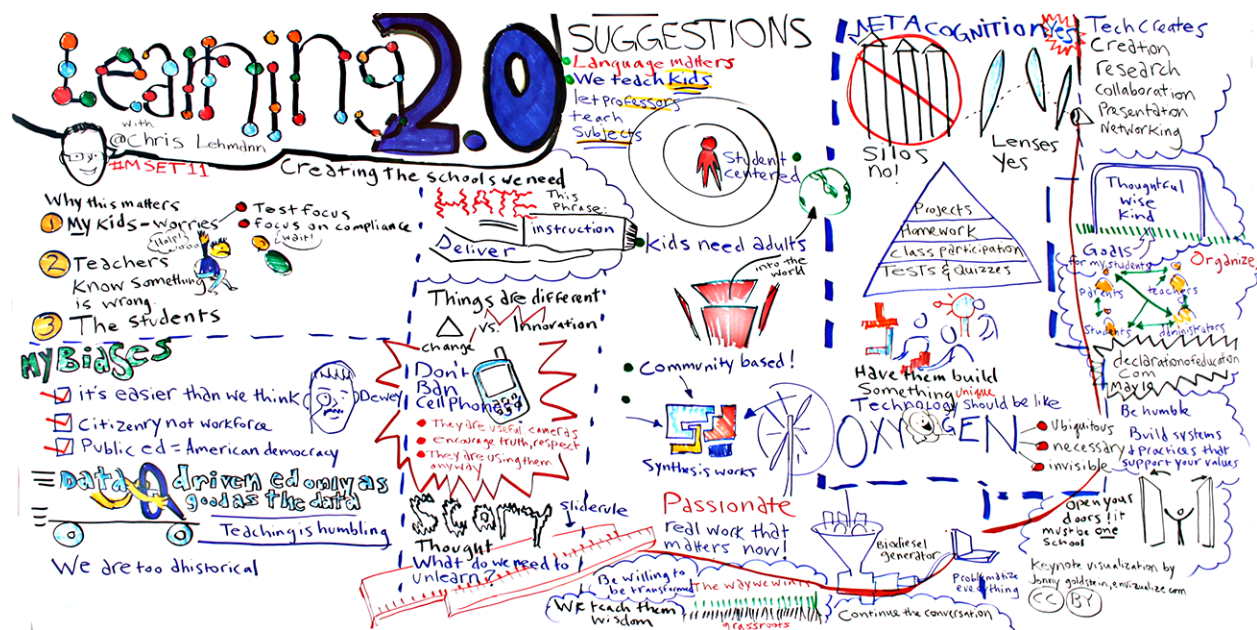 Learning 2.0
with
@Chris Lehmann
#MSET11
Creating the schools we need
Why this matters
1 My Kids - worries
Test focus
focus on compliance
wait!
2 Teachers
Know something
is wrong.
3 The students
My Biases
it's easier than we think
Dewey
Citizenry not workforce
Public ed = American democracy
Data driven ed only as
good as the data
Teaching is humbling
We are too ahistorical
HATE
This
Phrase:
Deliver
instruction
Things are different
change
vs. Innovation
Don't
Ban
Cell Phones
They are useful cameras
encourage truth, respect
They are using them
anyway
Scary
Thought
What do we need to
unlearn?
sliderule
SUGGESTIONS
Language matters
We teach Kids
let professors
teach
Subjects
Student
centered
Kids need adults
into the
world
Community based!
Synthesis works
Passionate
real work that
matters now!
Be willing to
be transformed
We teach them
wisdom
The way we win
grassroots
METACOGNITION Yes
Silos
no!
Lenses
Yes
Projects
Homework
Class participation
Tests & Quizzes
Have them build
Something unique
Technology should be like
OXYGEN
Ubiquitous
necessary
invisible
Biodiesel
generator
Problematize
everything
Continue the conversation
Tech Creates
Creation
Research
Collaboration
Presentation
Networking
Thoughtful
Wise
Kind
Goals
for my students
Organize
Parents
teachers
Students
administrators
declarationofeducation.
com
May 10
Be humble
Build systems
& practices that
support your values
Open your
doors! it
must be one
School
Keynote visualization by
Jonny goldstein, envizualize.com
CC BY